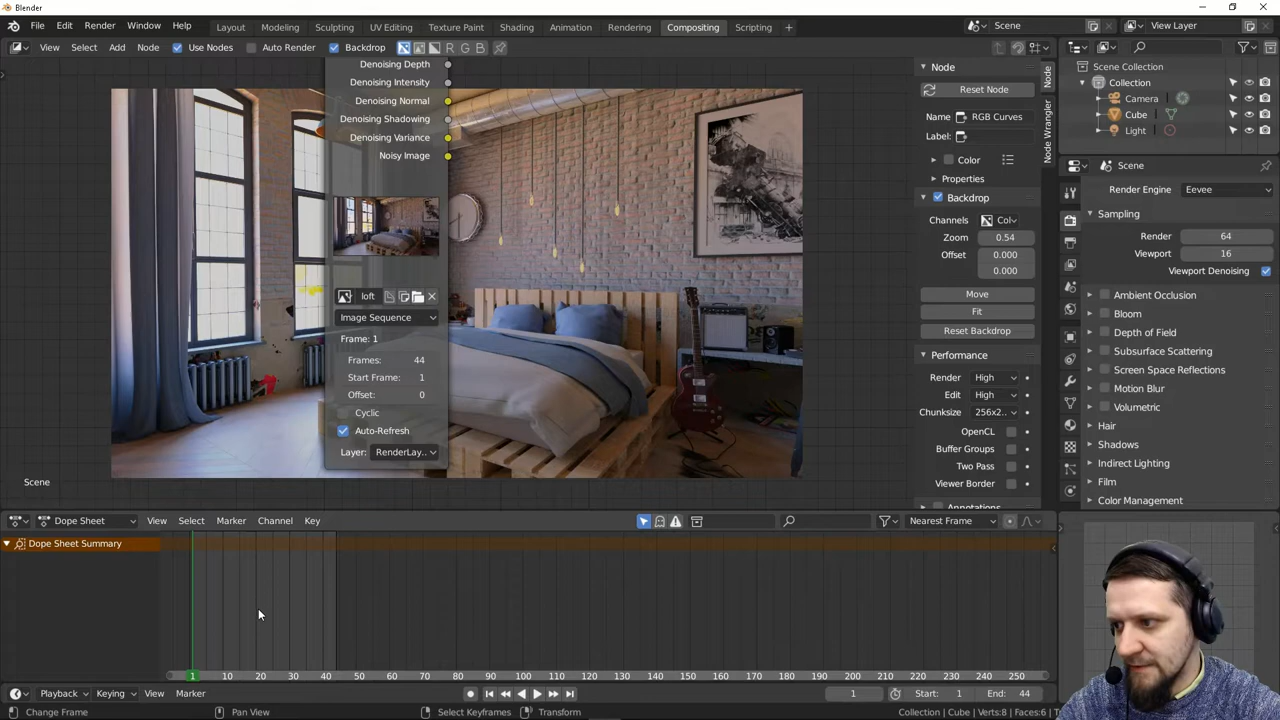 Blender
File Edit Render Window Help Layout Modeling Sculpting UV Editing Texture Paint Shading Animation Rendering Compositing Scripting + Scene View Layer
View Select Add Node Use Nodes Auto Render Backdrop R G B
Denoising Depth
Denoising Intensity
Denoising Normal
Denoising Shadowing
Denoising Variance
Noisy Image
loft
Image Sequence
Frame: 1
Frames: 44
Start Frame: 1
Offset: 0
Cyclic
Auto-Refresh
Layer: RenderLay..
Scene
Node
Reset Node
Name RGB Curves
Label:
Color
Properties
Backdrop
Channels Col
Zoom 0.54
Offset 0.000
0.000
Move
Fit
Reset Backdrop
Performance
Render High
Edit High
Chunksize 256x2..
OpenCL
Buffer Groups
Two Pass
Viewer Border
Annotations
Node
Node Wrangler
Scene Collection
Collection
Camera
Cube
Light
Scene
Render Engine Eevee
Sampling
Render 64
Viewport 16
Viewport Denoising
Ambient Occlusion
Bloom
Depth of Field
Subsurface Scattering
Screen Space Reflections
Motion Blur
Volumetric
Hair
Shadows
Indirect Lighting
Film
Color Management
Dope Sheet View Select Marker Channel Key Nearest Frame
Dope Sheet Summary
1 10 20 30 40 50 60 70 80 90 100 110 120 130 140 150 160 170 180 190 200 210 220 230 240 250
Playback Keying View Marker 1 Start: 1 End: 44
Change Frame Pan View Select Keyframes Transform Collection | Cube | Verts:8 | Faces:6 | T